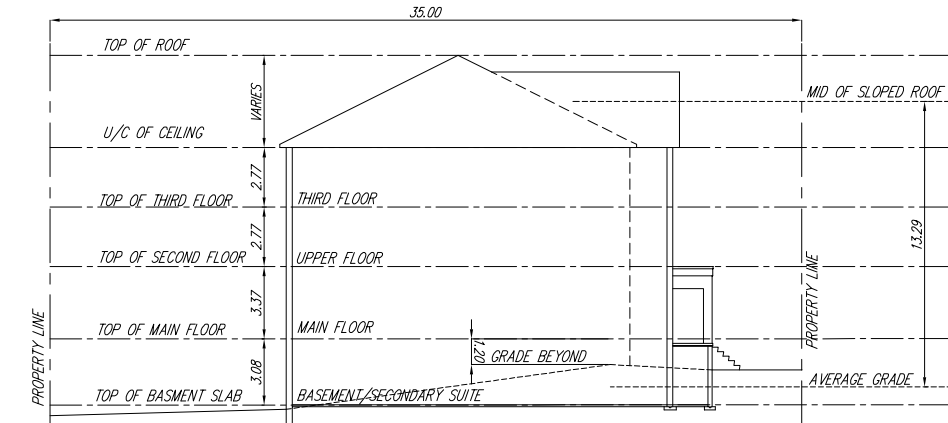 35.00
TOP OF ROOF
VARIES
MID OF SLOPED ROOF
U/C OF CEILING
2.77
TOP OF THIRD FLOOR
THIRD FLOOR
2.77
13.29
TOP OF SECOND FLOOR
UPPER FLOOR
PROPERTY LINE
3.37
PROPERTY LINE
TOP OF MAIN FLOOR
MAIN FLOOR
1.20
GRADE BEYOND
3.08
AVERAGE GRADE
TOP OF BASMENT SLAB
BASEMENT/SECONDARY SUITE